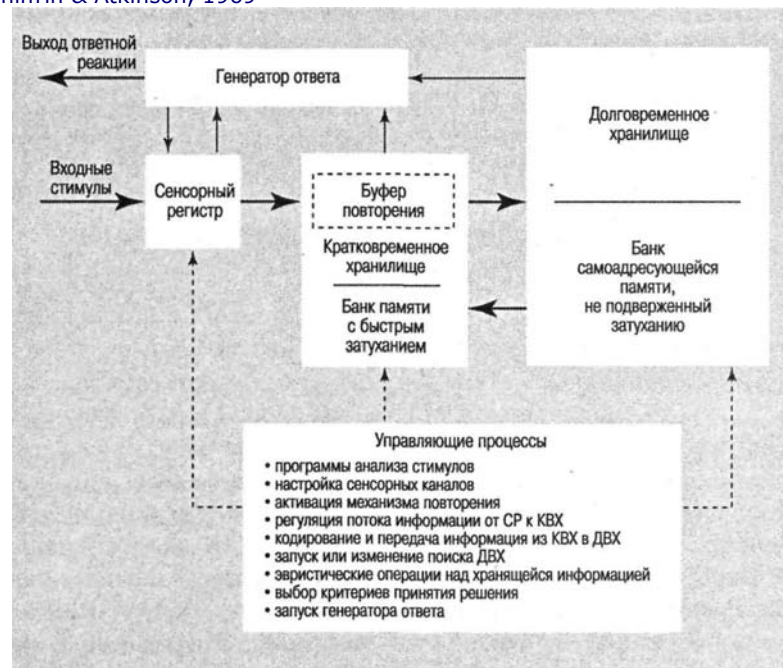 Shiffrin & Atkinson, 1969
Выход ответной
реакции
Генератор ответа
Долговременное
хранилище
Входные
стимулы
Сенсорный
регистр
Буфер
повторения
Кратковременное
хранилище
Банк памяти
с быстрым
затуханием
Банк
самоадресующейся
памяти,
не подверженный
затуханию
Управляющие процессы
• программы анализа стимулов
• настройка сенсорных каналов
• активация механизма повторения
• регуляция потока информации от СР к КВХ
• кодирование и передача информация из КВХ в ДВХ
• запуск или изменение поиска ДВХ
• эвристические операции над хранящейся информацией
• выбор критериев принятия решения
• запуск генератора ответа